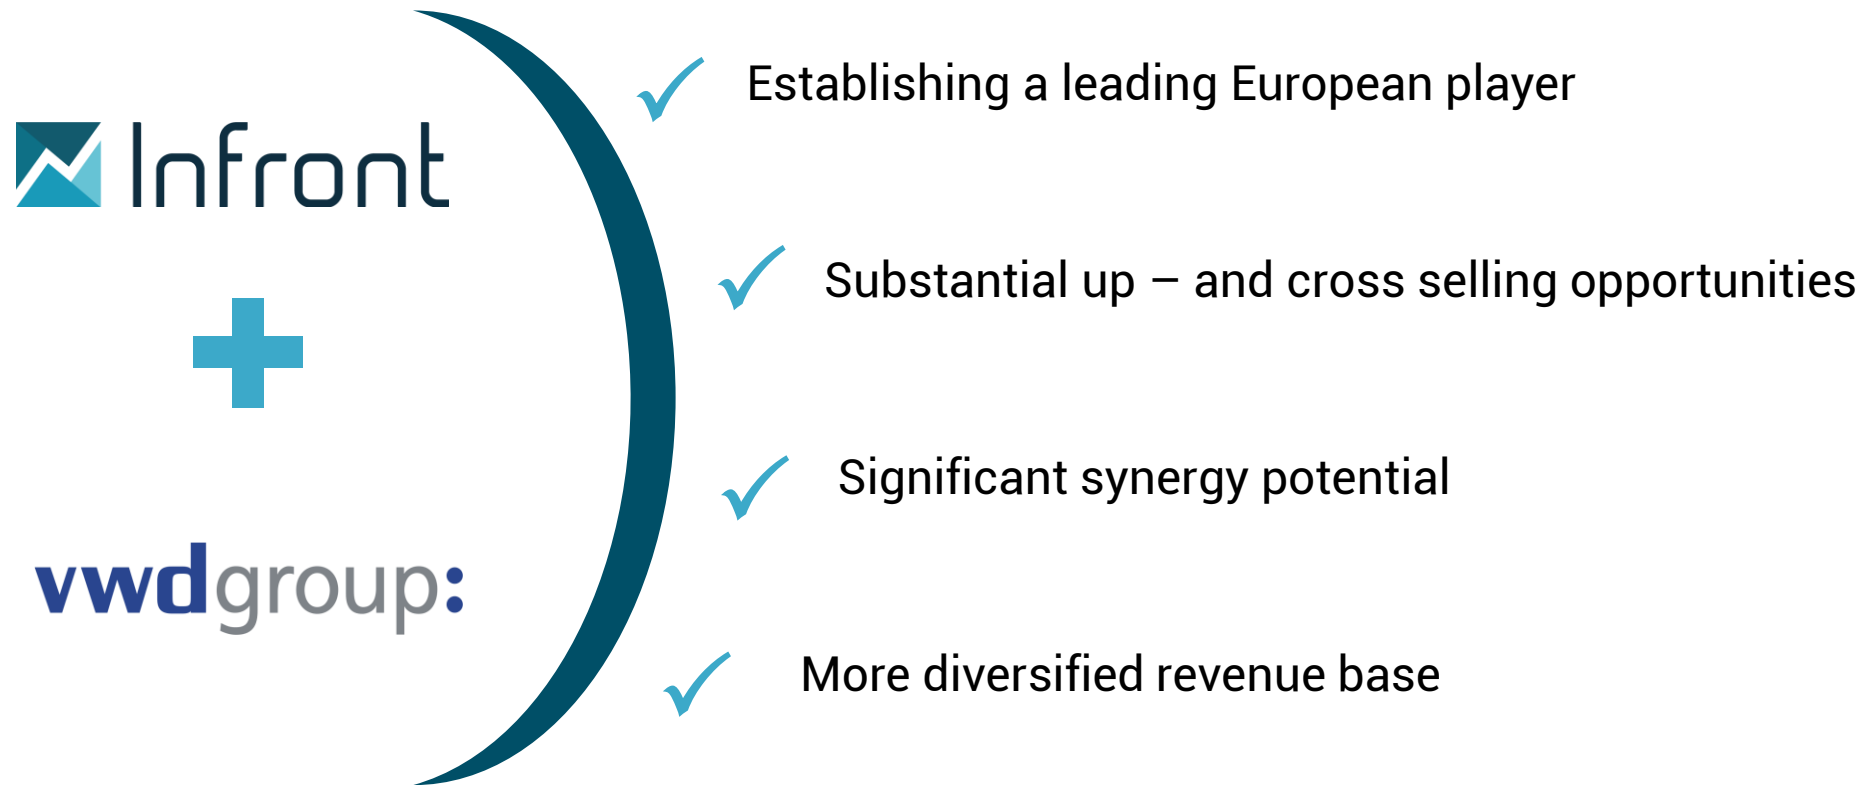 Infront
vwdgroup:
Establishing a leading European player
Substantial up – and cross selling opportunities
Significant synergy potential
More diversified revenue base